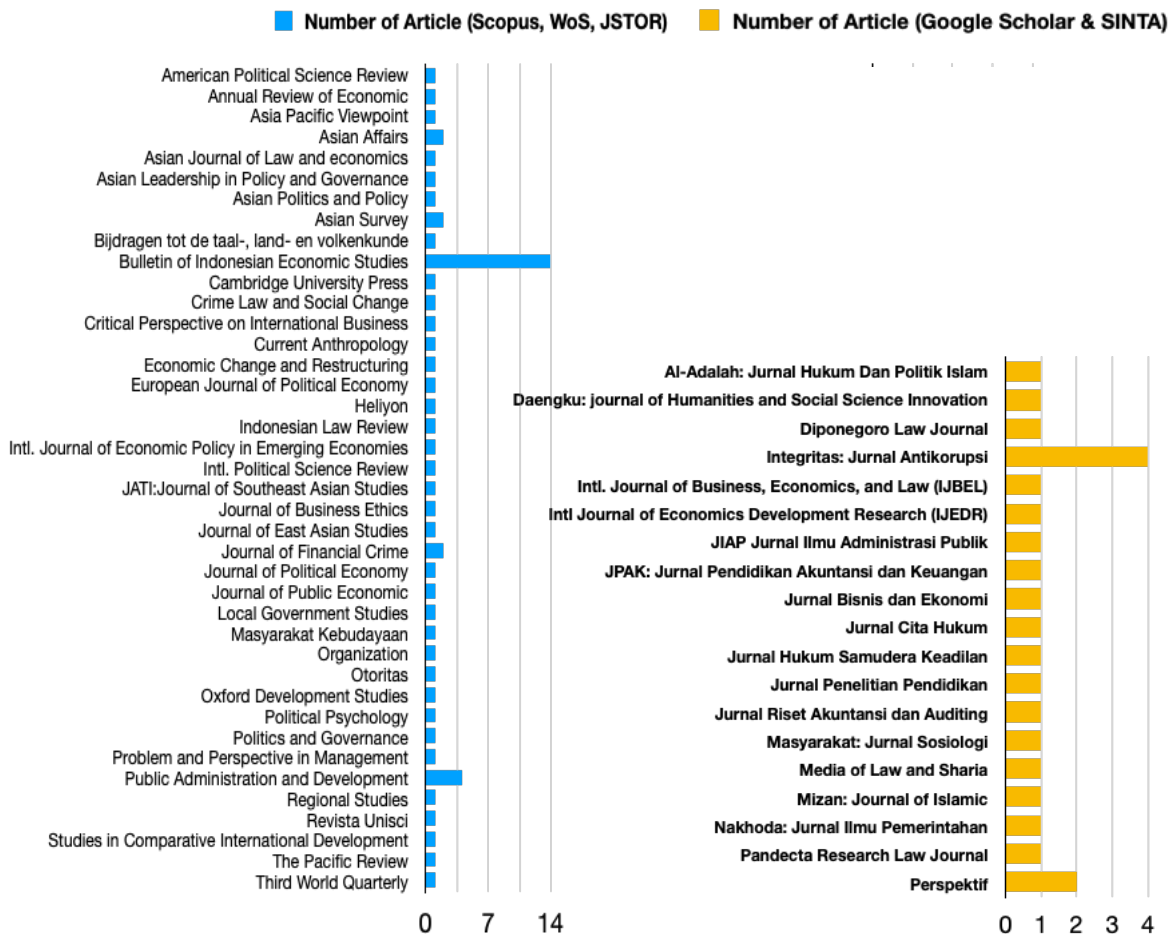 Number of Article (Scopus, WoS, JSTOR)
Number of Article (Google Scholar & SINTA)
American Political Science Review
Annual Review of Economic
Asia Pacific Viewpoint
Asian Affairs
Asian Journal of Law and economics
Asian Leadership in Policy and Governance
Asian Politics and Policy
Asian Survey
Bijdragen tot de taal-, land- en volkenkunde
Bulletin of Indonesian Economic Studies
Cambridge University Press
Crime Law and Social Change
Critical Perspective on International Business
Current Anthropology
Economic Change and Restructuring
European Journal of Political Economy
Heliyon
Indonesian Law Review
Intl. Journal of Economic Policy in Emerging Economies
Intl. Political Science Review
JATI:Journal of Southeast Asian Studies
Journal of Business Ethics
Journal of East Asian Studies
Journal of Financial Crime
Journal of Political Economy
Journal of Public Economic
Local Government Studies
Masyarakat Kebudayaan
Organization
Otoritas
Oxford Development Studies
Political Psychology
Politics and Governance
Problem and Perspective in Management
Public Administration and Development
Regional Studies
Revista Unisci
Studies in Comparative International Development
The Pacific Review
Third World Quarterly
0 7 14
Al-Adalah: Jurnal Hukum Dan Politik Islam
Daengku: journal of Humanities and Social Science Innovation
Diponegoro Law Journal
Integritas: Jurnal Antikorupsi
Intl. Journal of Business, Economics, and Law (IJBEL)
Intl Journal of Economics Development Research (IJEDR)
JIAP Jurnal Ilmu Administrasi Publik
JPAK: Jurnal Pendidikan Akuntansi dan Keuangan
Jurnal Bisnis dan Ekonomi
Jurnal Cita Hukum
Jurnal Hukum Samudera Keadilan
Jurnal Penelitian Pendidikan
Jurnal Riset Akuntansi dan Auditing
Masyarakat: Jurnal Sosiologi
Media of Law and Sharia
Mizan: Journal of Islamic
Nakhoda: Jurnal Ilmu Pemerintahan
Pandecta Research Law Journal
Perspektif
0 1 2 3 4